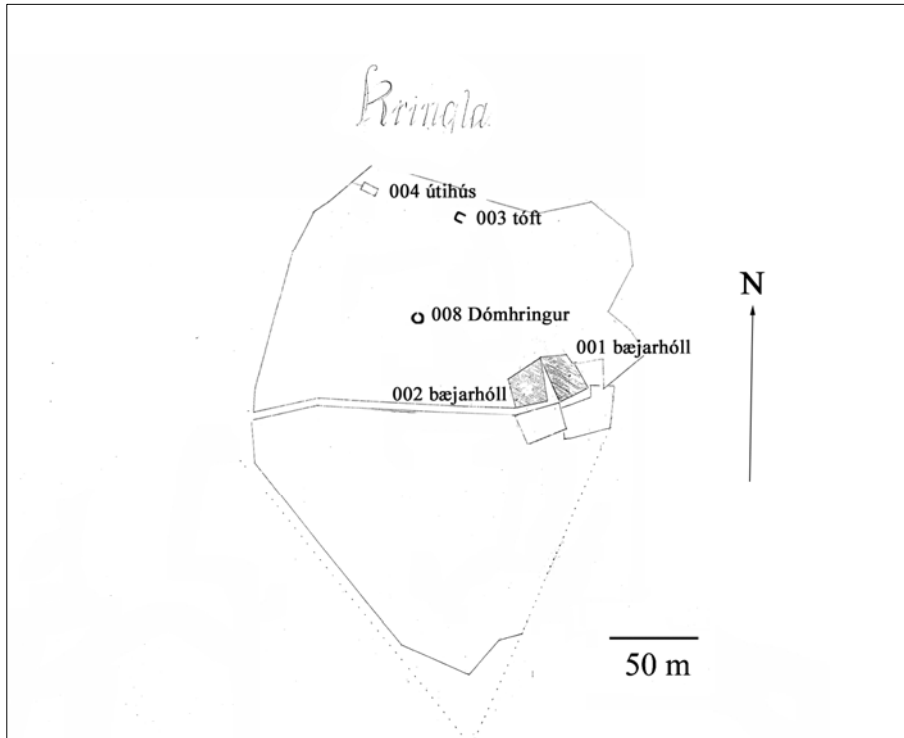 Kringla
004 útihús
003 tóft
008 Dómhringur
N
001 bæjarhóll
002 bæjarhóll
50 m